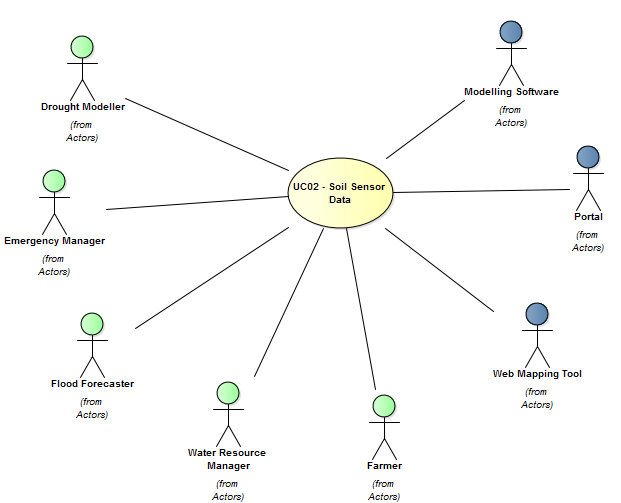 Modelling Software
(from
Actors)
Drought Modeller
(from
Actors)
UC02 - Soil Sensor
Data
Portal
(from
Actors)
Emergency Manager
(from
Actors)
Web Mapping Tool
(from
Actors)
Flood Forecaster
(from
Actors)
Water Resource
Manager
(from
Actors)
Farmer
(from
Actors)